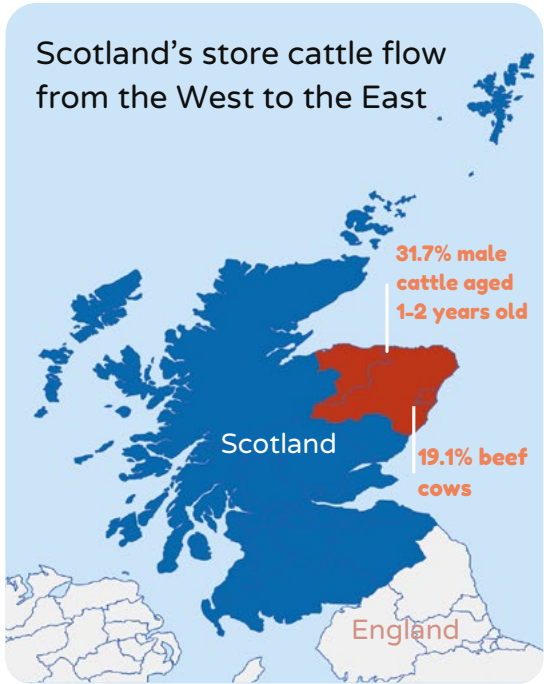 Scotland’s store cattle flow
from the West to the East
31.7% male
cattle aged
1-2 years old
Scotland
19.1% beef
cows
England